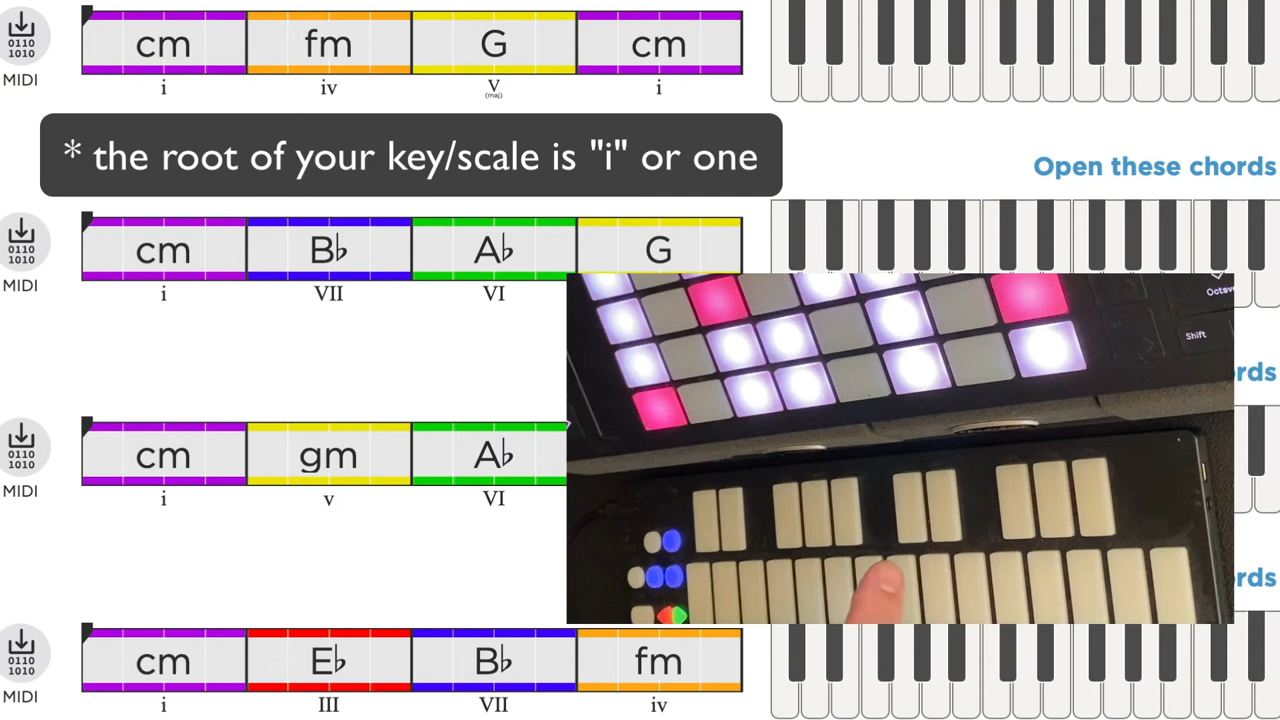 cm fm G cm
0110
1010
MIDI
i iv V i
(maj)
* the root of your key/scale is "i" or one
Open these chords
cm B♭ A♭ G
0110
1010
MIDI
i VII VI
Octave
Shift
rds
cm gm A♭
0110
1010
MIDI
i v VI
rds
cm E♭ B♭ fm
0110
1010
MIDI
i III VII iv